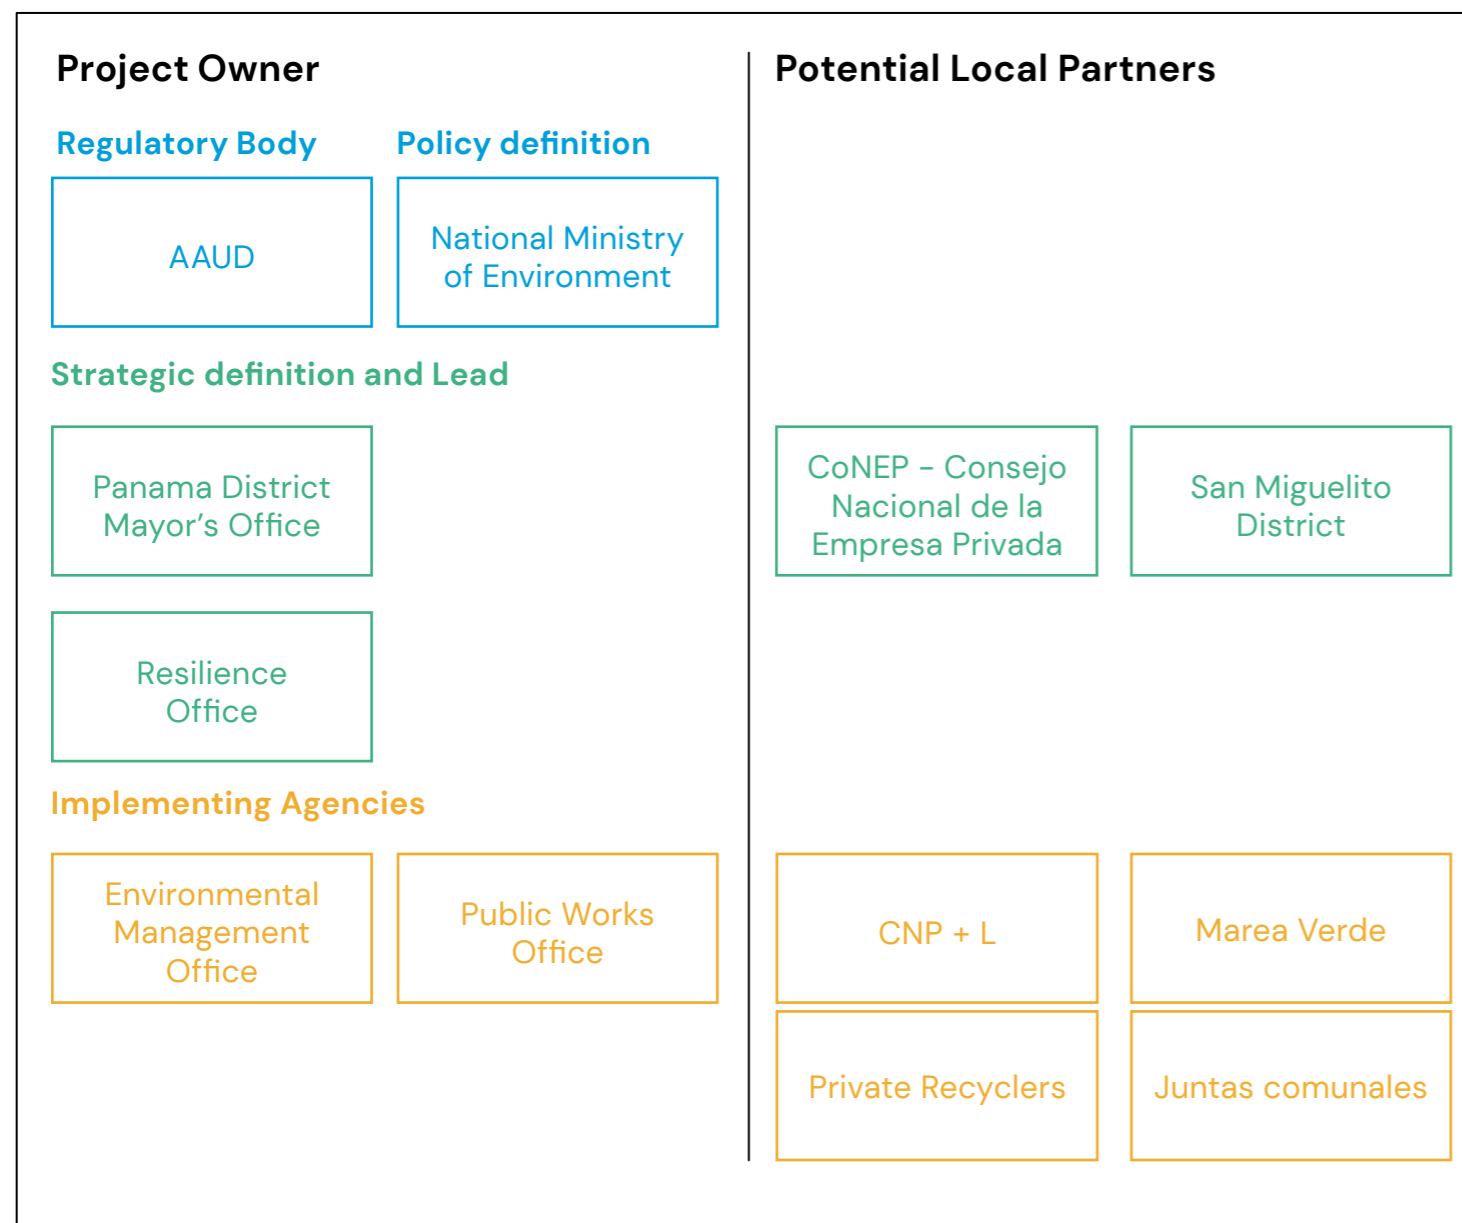 Project Owner
Potential Local Partners
Regulatory Body
Policy definition
AAUD
National Ministry
of Environment
Strategic definition and Lead
Panama District
Mayor’s Office
CoNEP - Consejo
Nacional de la
Empresa Privada
San Miguelito
District
Resilience
Office
Implementing Agencies
Environmental
Management
Office
Public Works
Office
CNP + L
Marea Verde
Private Recyclers
Juntas comunales